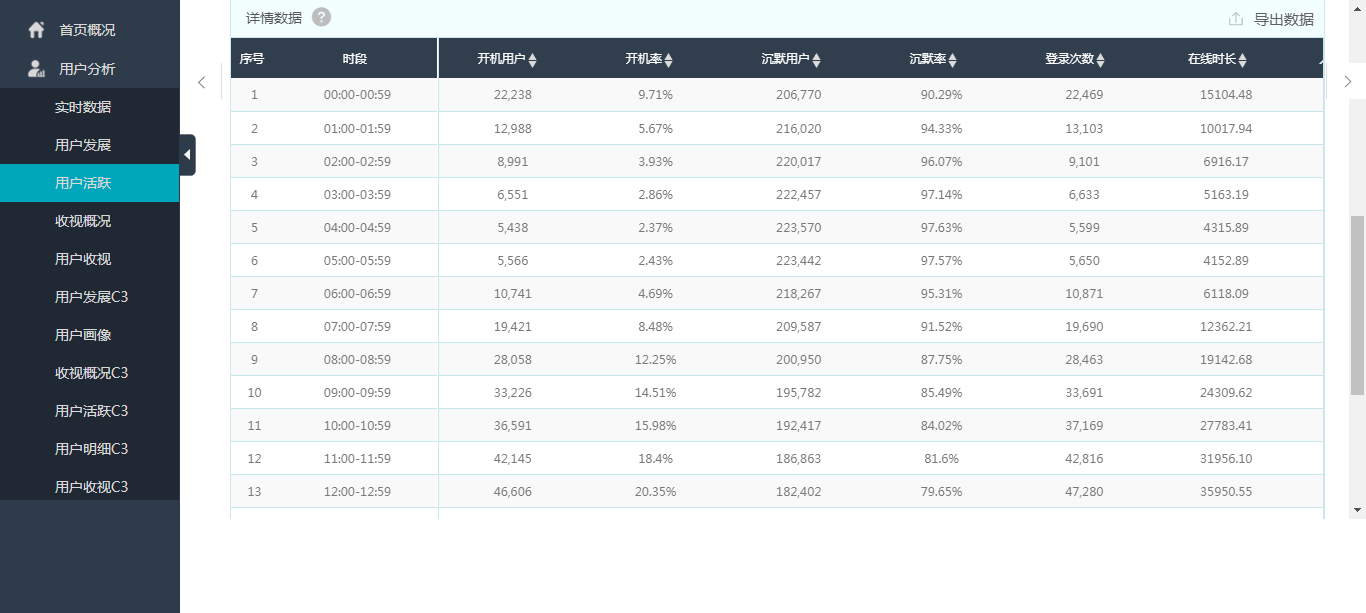 首页概况
用户分析
实时数据
用户发展
用户活跃
收视概况
用户收视
用户发展C3
用户画像
收视概况C3
用户活跃C3
用户明细C3
用户收视C3
详情数据 ? 导出数据
序号 时段 开机用户 开机率 沉默用户 沉默率 登录次数 在线时长
1 00:00-00:59 22,238 9.71% 206,770 90.29% 22,469 15104.48
2 01:00-01:59 12,988 5.67% 216,020 94.33% 13,103 10017.94
3 02:00-02:59 8,991 3.93% 220,017 96.07% 9,101 6916.17
4 03:00-03:59 6,551 2.86% 222,457 97.14% 6,633 5163.19
5 04:00-04:59 5,438 2.37% 223,570 97.63% 5,599 4315.89
6 05:00-05:59 5,566 2.43% 223,442 97.57% 5,650 4152.89
7 06:00-06:59 10,741 4.69% 218,267 95.31% 10,871 6118.09
8 07:00-07:59 19,421 8.48% 209,587 91.52% 19,690 12362.21
9 08:00-08:59 28,058 12.25% 200,950 87.75% 28,463 19142.68
10 09:00-09:59 33,226 14.51% 195,782 85.49% 33,691 24309.62
11 10:00-10:59 36,591 15.98% 192,417 84.02% 37,169 27783.41
12 11:00-11:59 42,145 18.4% 186,863 81.6% 42,816 31956.10
13 12:00-12:59 46,606 20.35% 182,402 79.65% 47,280 35950.55